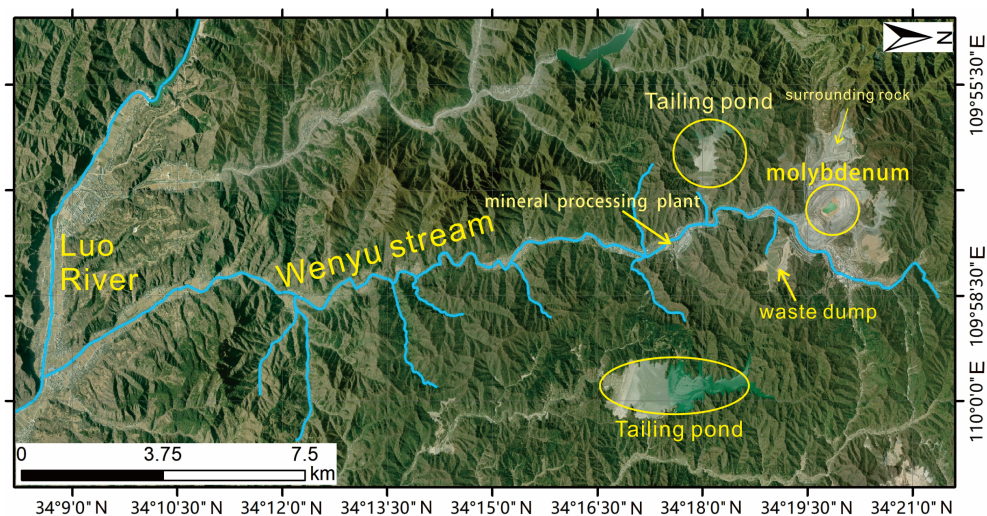 N
109°55'30"E
surrounding rock
Tailing pond
molybdenum
mineral processing plant
Wenyu stream
Luo
River
109°58'30"E
waste dump
110°0'0"E
Tailing pond
0 3.75 7.5
km
34°9'0" N 34°10'30" N 34°12'0" N 34°13'30" N 34°15'0" N 34°16'30" N 34°18'0" N 34°19'30" N 34°21'0" N